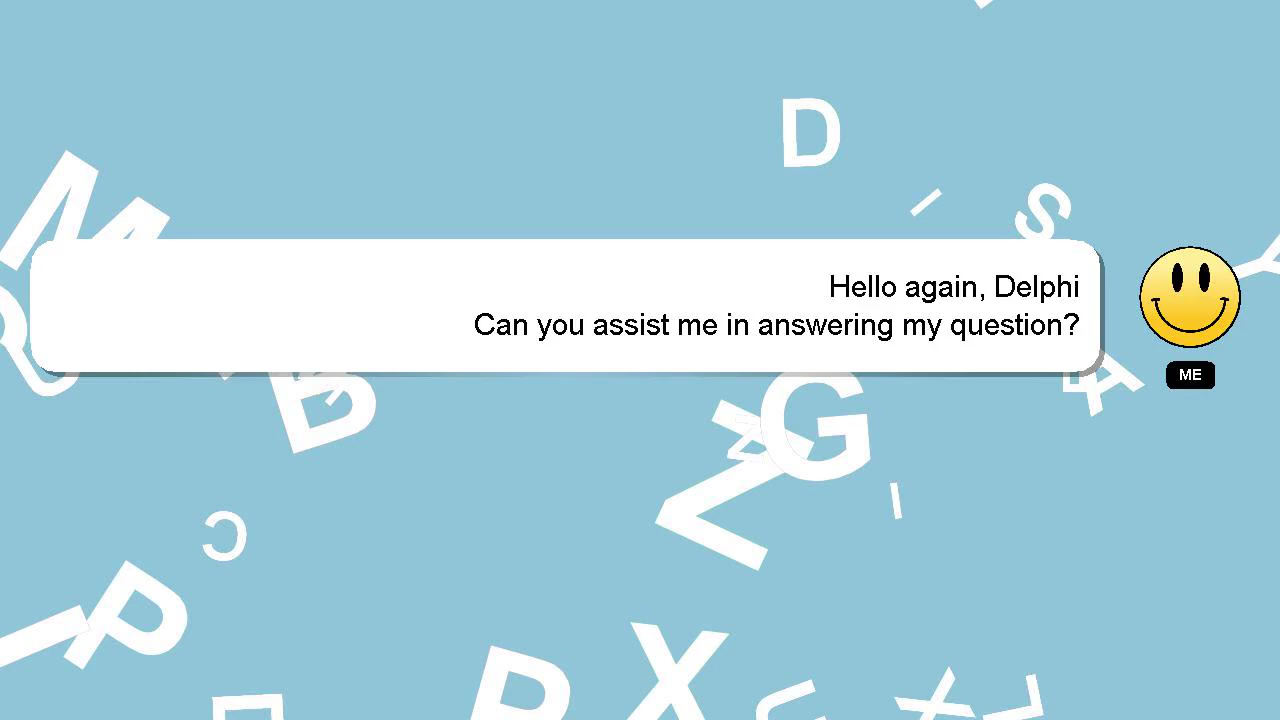 Hello again, Delphi
Can you assist me in answering my question?
ME